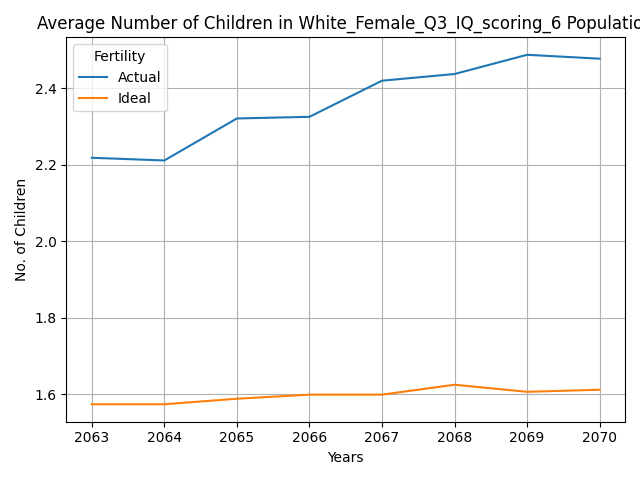 Average Number of Children in White_Female_Q3_IQ_scoring_6 Populatio
Fertility
Actual
Ideal
No. of Children
2.4
2.2
2.0
1.8
1.6
2063 2064 2065 2066 2067 2068 2069 2070
Years